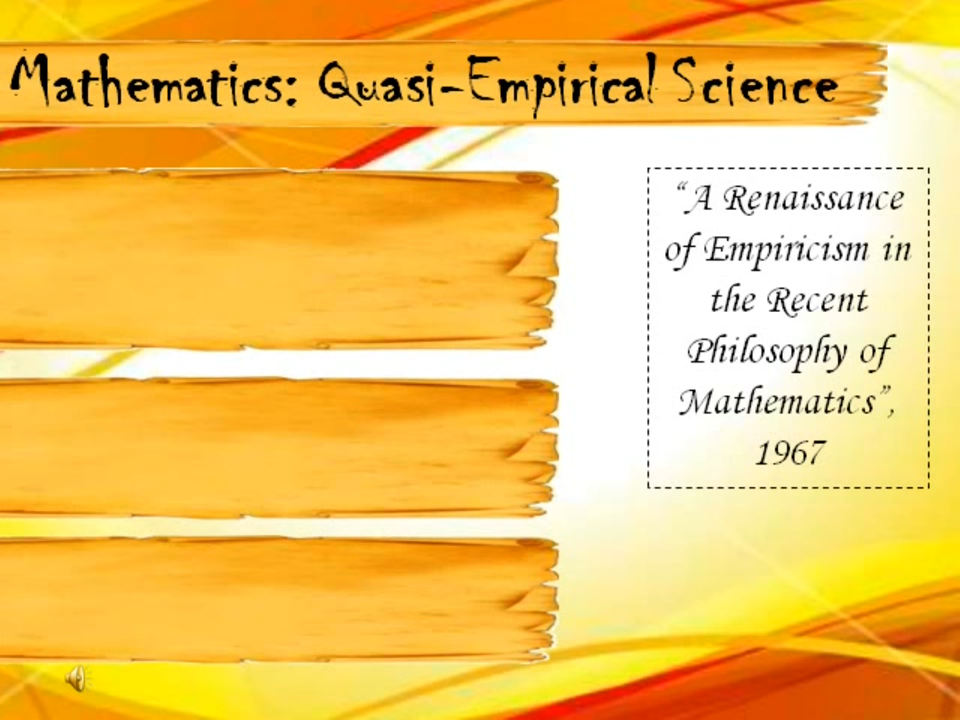 Mathematics: Quasi-Empirical Science
“A Renaissance
of Empiricism in
the Recent
Philosophy of
Mathematics”,
1967